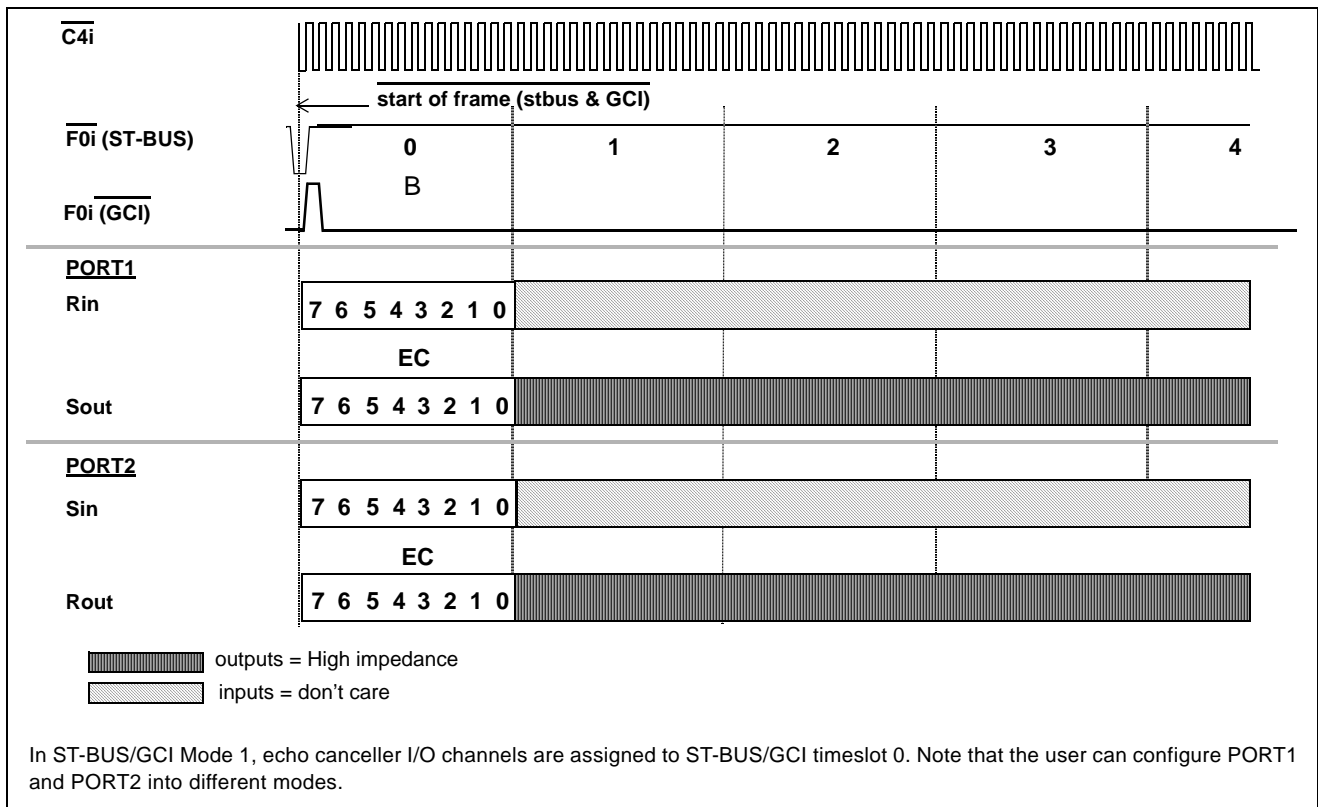 C4i
start of frame (stbus & GCI)
F0i (ST-BUS)
0 1 2 3 4
B
F0i (GCI)
PORT1
Rin
7 6 5 4 3 2 1 0
EC
Sout
7 6 5 4 3 2 1 0
PORT2
Sin
7 6 5 4 3 2 1 0
EC
Rout
7 6 5 4 3 2 1 0
outputs = High impedance
inputs = don't care
In ST-BUS/GCI Mode 1, echo canceller I/O channels are assigned to ST-BUS/GCI timeslot 0. Note that the user can configure PORT1
and PORT2 into different modes.